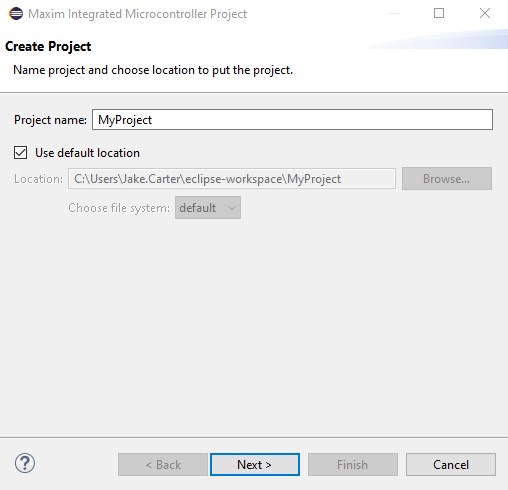 Maxim Integrated Microcontroller Project
Create Project
Name project and choose location to put the project.
Project name: MyProject
Use default location
Location: C:\Users\Jake.Carter\eclipse-workspace\MyProject Browse...
Choose file system: default
? < Back Next > Finish Cancel